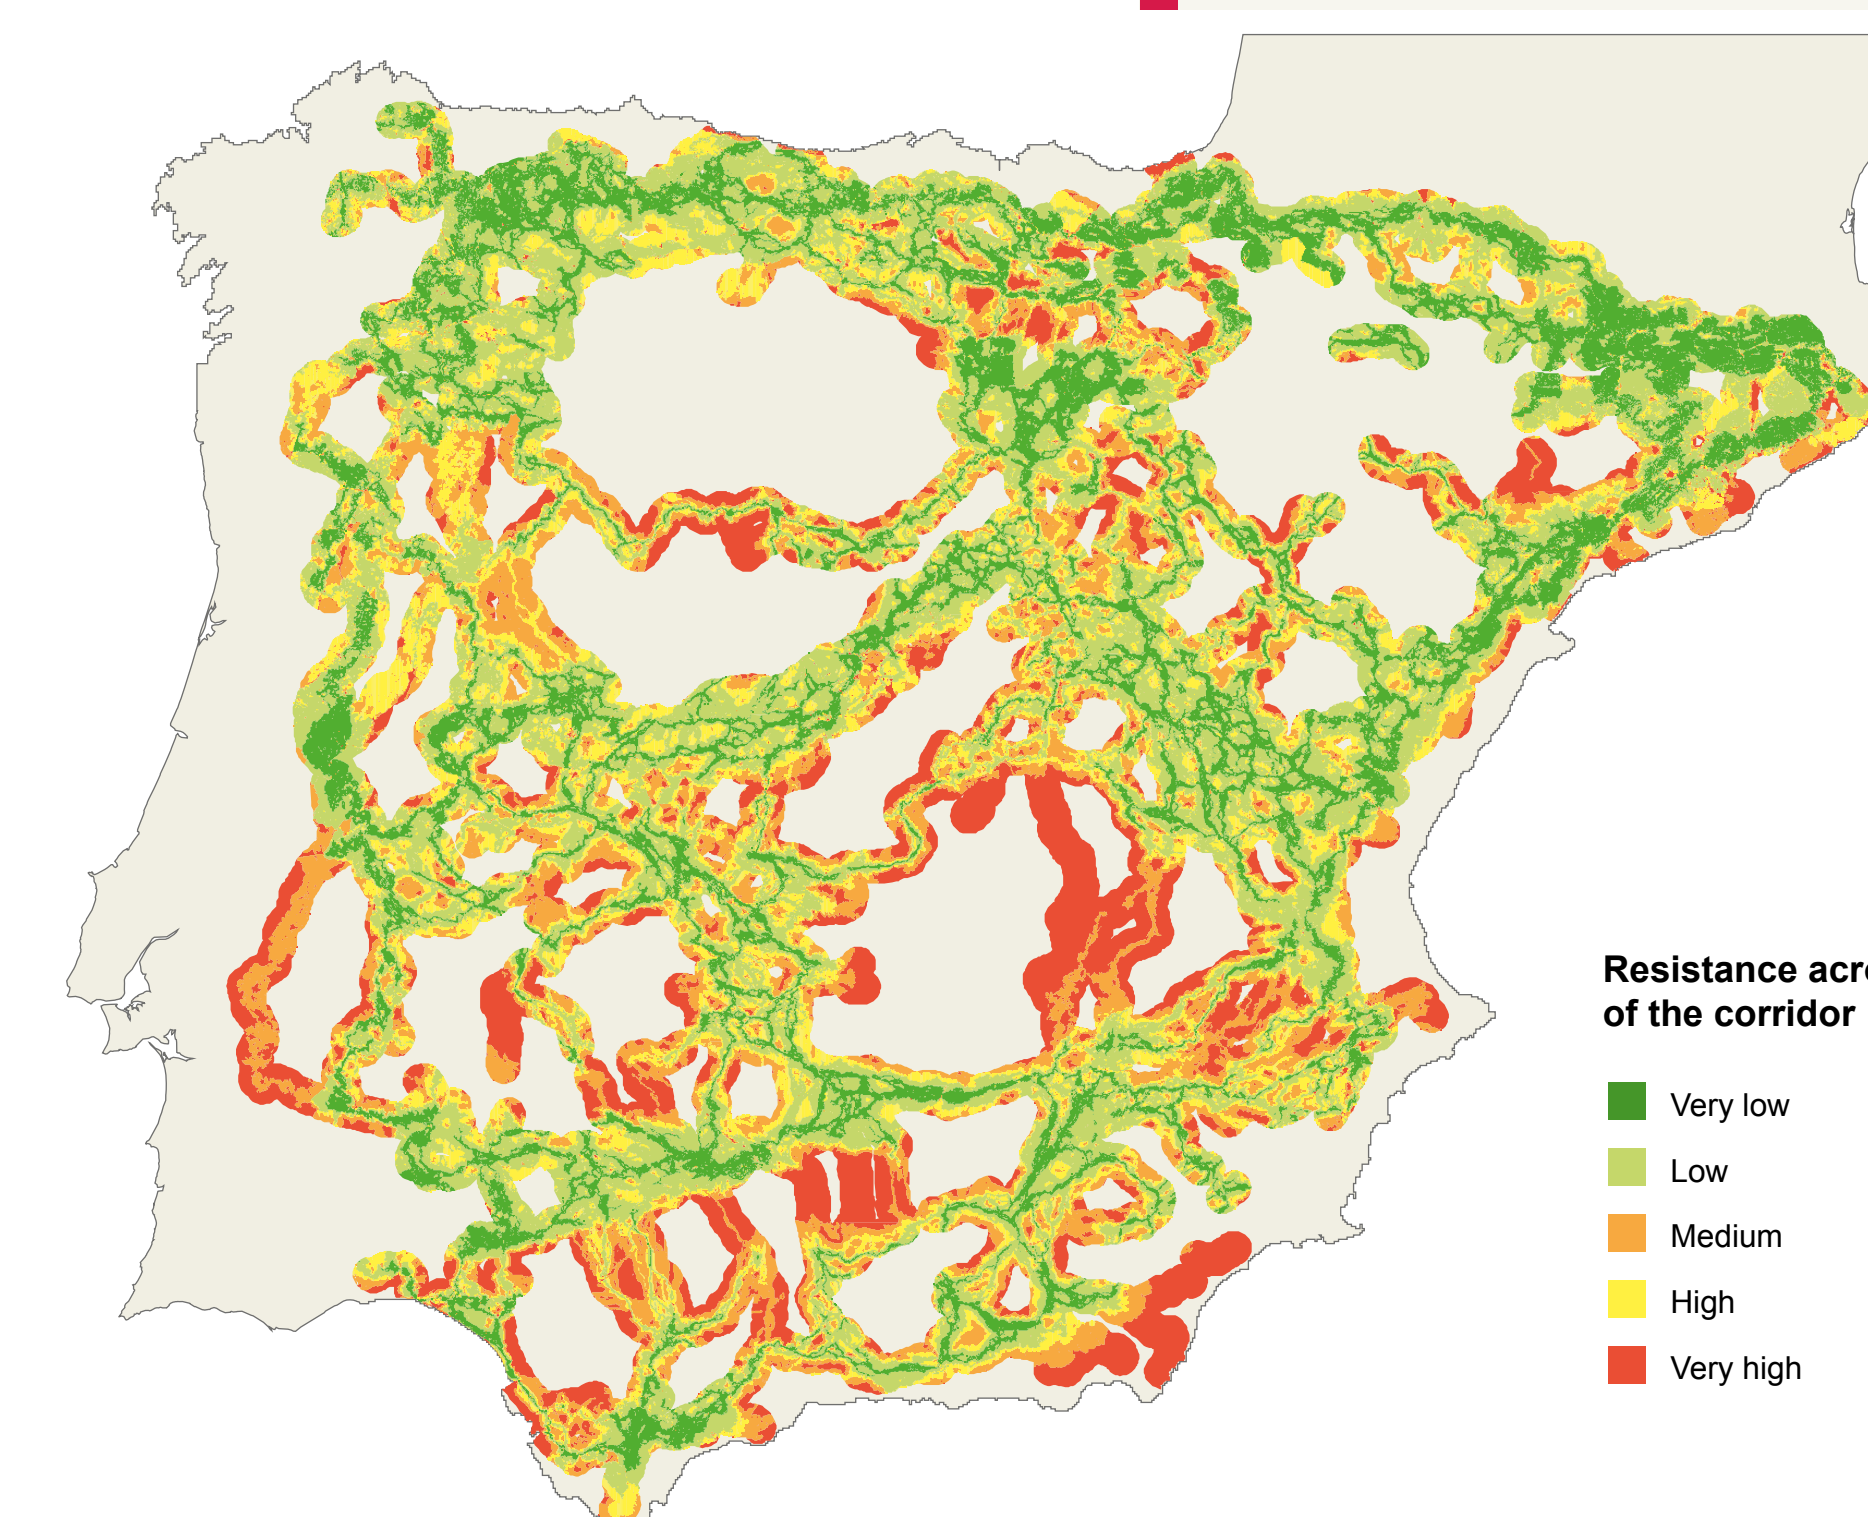 Resistance acr
of the corridor
Very low
Low
Medium
High
Very high